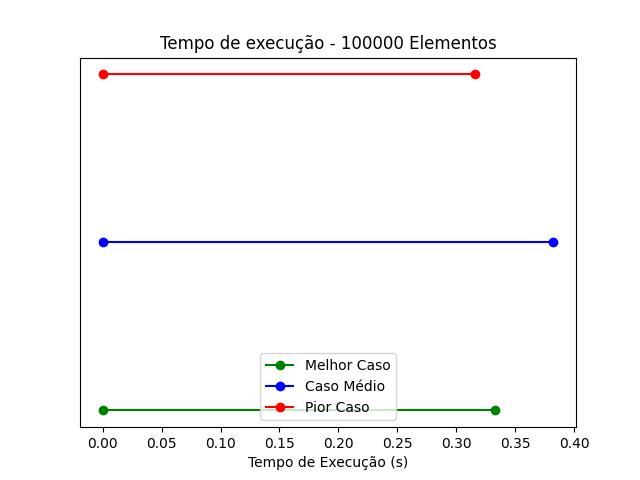 Tempo de execução - 100000 Elementos
Melhor Caso
Caso Médio
Pior Caso
0.00 0.05 0.10 0.15 0.20 0.25 0.30 0.35 0.40
Tempo de Execução (s)